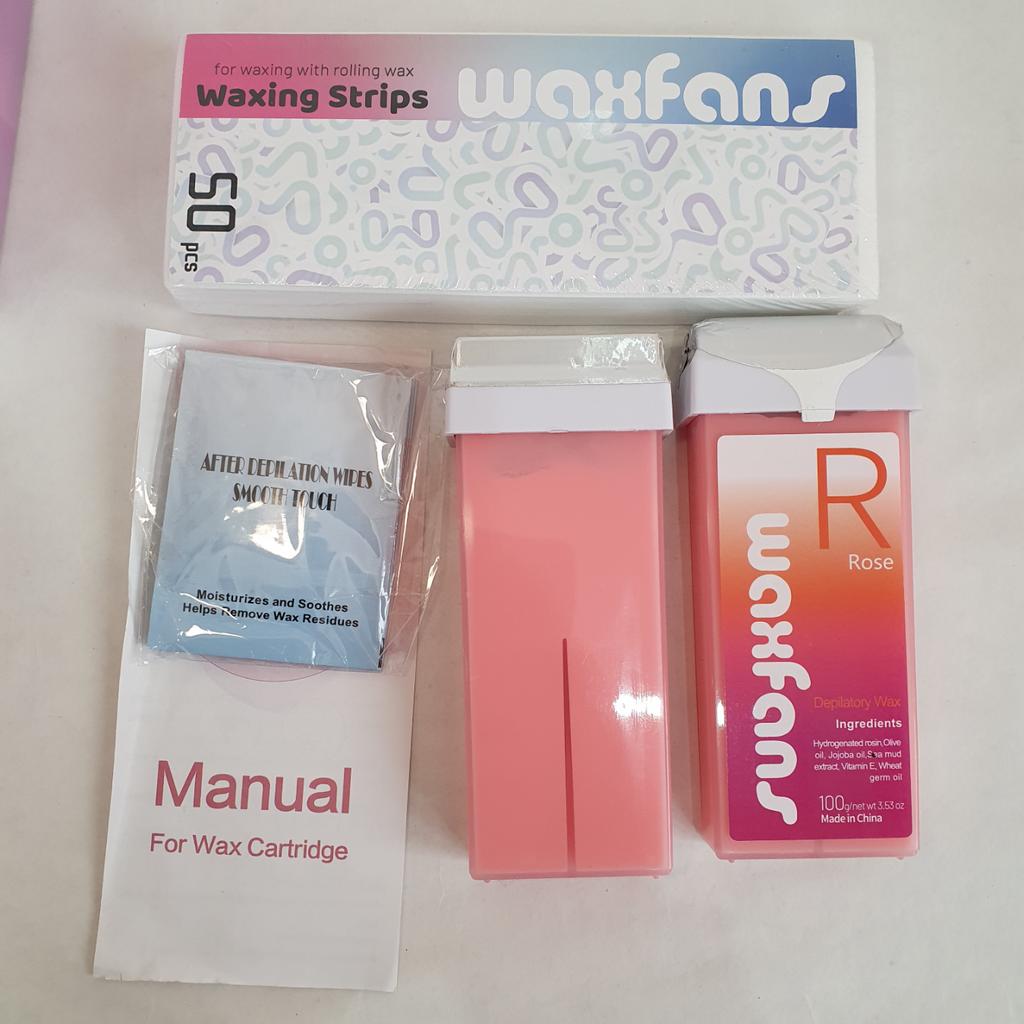 for waxing with rolling wax
Waxing Strips
waxfans
50
pcs
AFTER DEPILATION WIPES
SMOOTH TOUCH
Moisturizes and Soothes
Helps Remove Wax Residues
Manual
For Wax Cartridge
R
Rose
waxfans
Depilatory Wax
Ingredients
Hydrogenated rosin,Olive
oil, Jojoba oil,Sea mud
extract, Vitamin E, Wheat
germ oil
100g/net wt 3.53 oz
Made in China